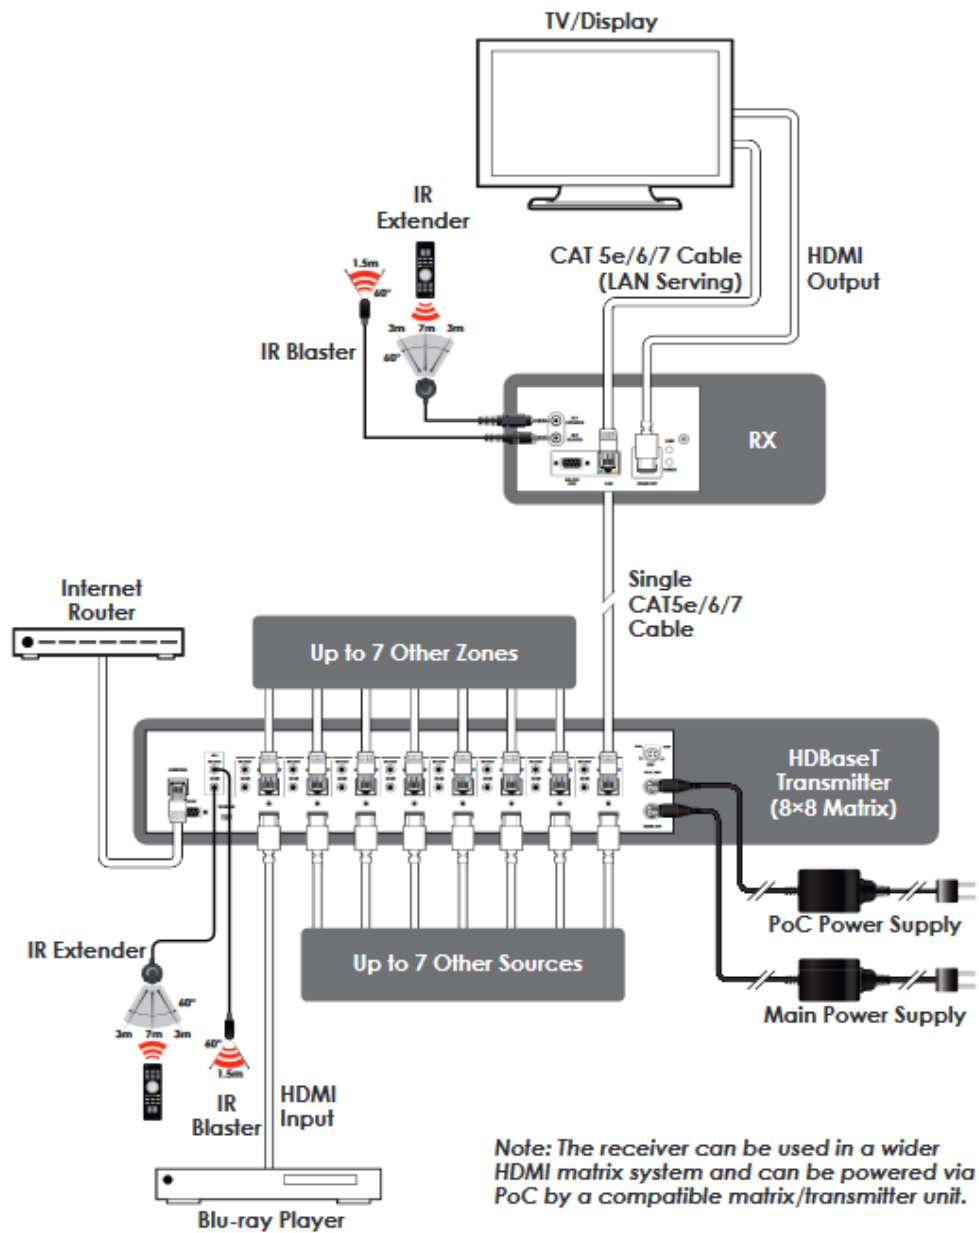 TV/Display
IR
Extender
CAT 5e/6/7 Cable
(LAN Serving)
HDMI
Output
1.5m
60°
3m 7m 3m
60°
IR Blaster
RX
Single
CAT5e/6/7
Cable
Internet
Router
Up to 7 Other Zones
HDBaseT
Transmitter
(8×8 Matrix)
PoC Power Supply
IR Extender
Up to 7 Other Sources
60°
3m 7m 3m
60°
1.5m
Main Power Supply
IR
Blaster
HDMI
Input
Note: The receiver can be used in a wider
HDMI matrix system and can be powered via
PoC by a compatible matrix/transmitter unit.
Blu-ray Player